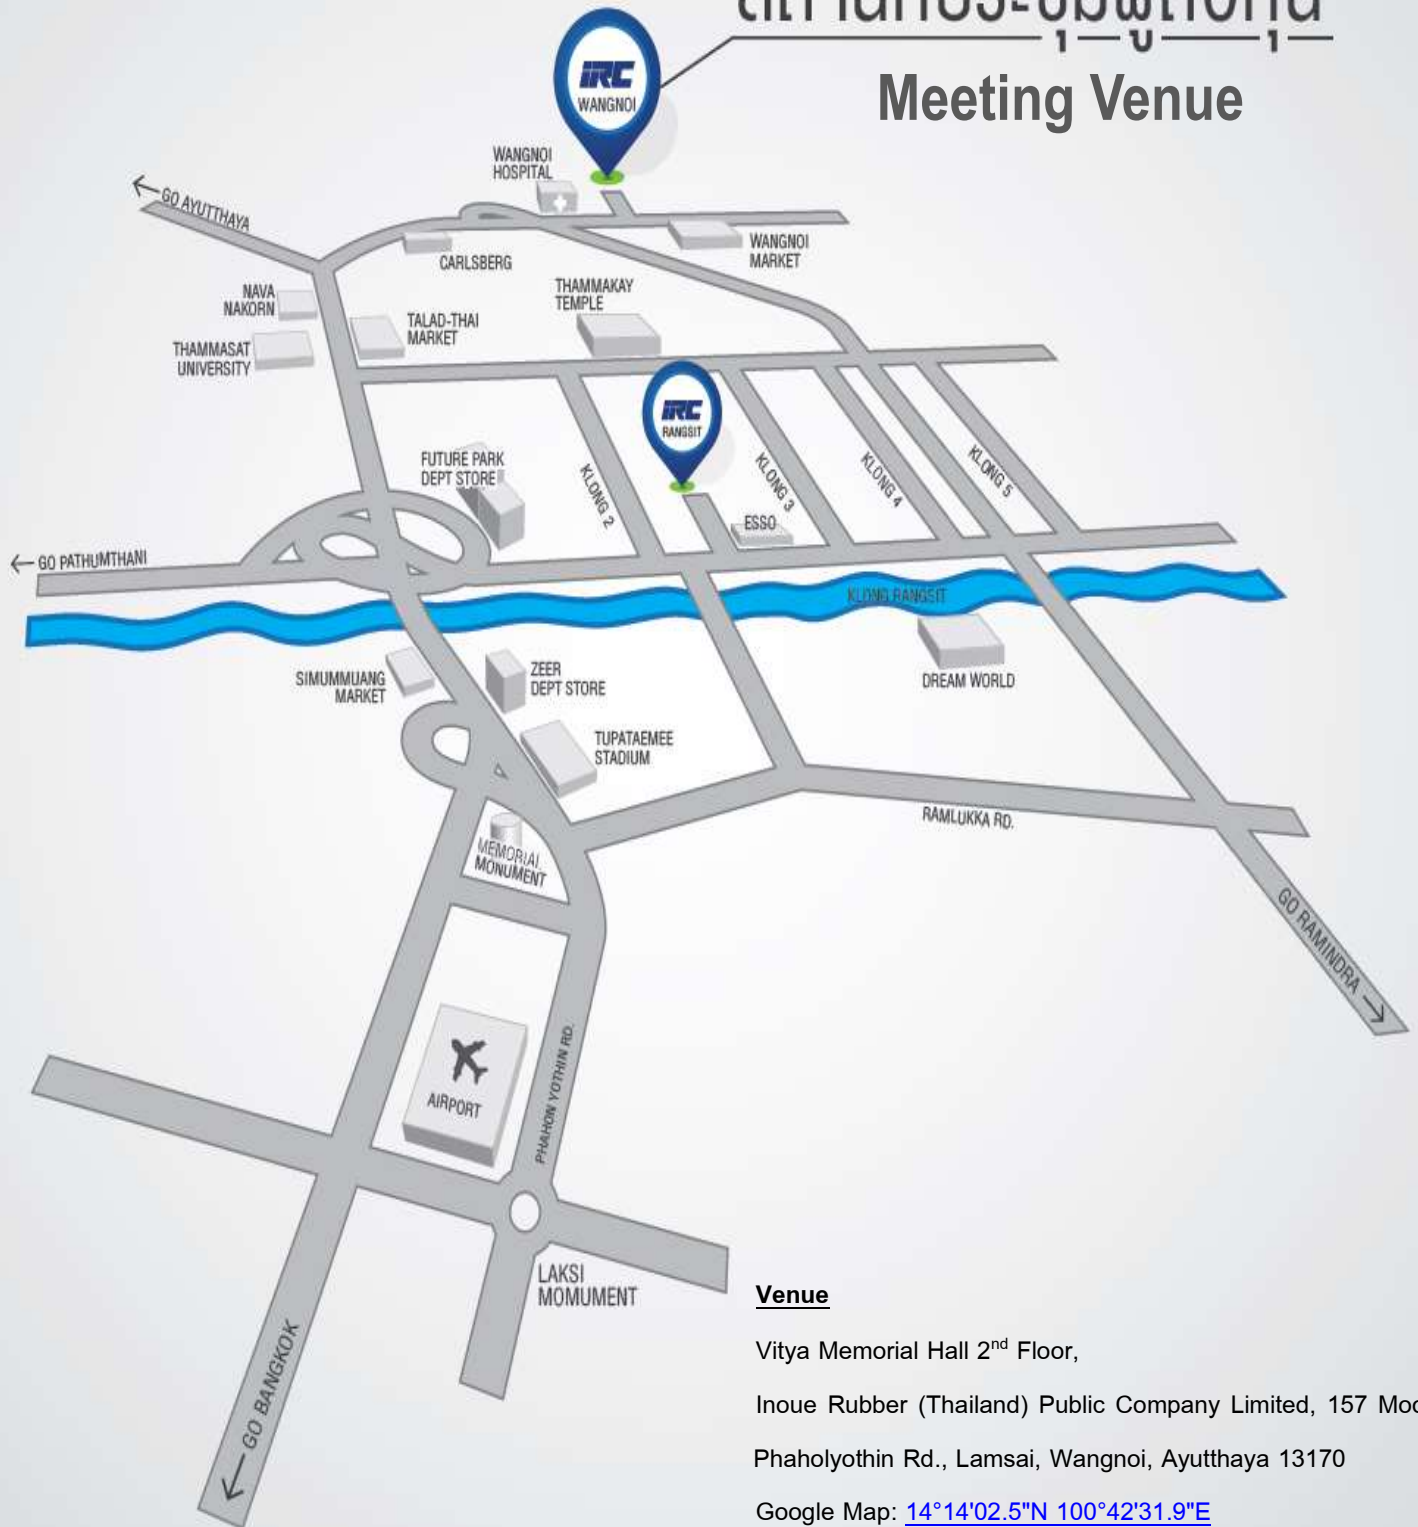 IRC
WANGNOI
Meeting Venue
WANGNOI
HOSPITAL
← GO AYUTTHAYA
CARLSBERG
WANGNOI
MARKET
NAVA
NAKORN
THAMMAKAY
TEMPLE
TALAD-THAI
MARKET
THAMMASAT
UNIVERSITY
IRC
RANGSIT
FUTURE PARK
DEPT STORE
KLONG 2
KLONG 3
KLONG 4
KLONG 5
ESSO
← GO PATHUMTHANI
KLONG RANGSIT
SIMUMMUANG
MARKET
ZEER
DEPT STORE
DREAM WORLD
TUPATAEMEE
STADIUM
RAMLUKKA RD.
MEMORIAL
MONUMENT
GO RAMINDRA →
AIRPORT
PHAHON YOTHIN RD.
LAKSI
MOMUMENT
← GO BANGKOK
Venue
Vitya Memorial Hall 2nd Floor,
Inoue Rubber (Thailand) Public Company Limited, 157
Phaholyothin Rd., Lamsai, Wangnoi, Ayutthaya 13170
Google Map: 14°14'02.5"N 100°42'31.9"E